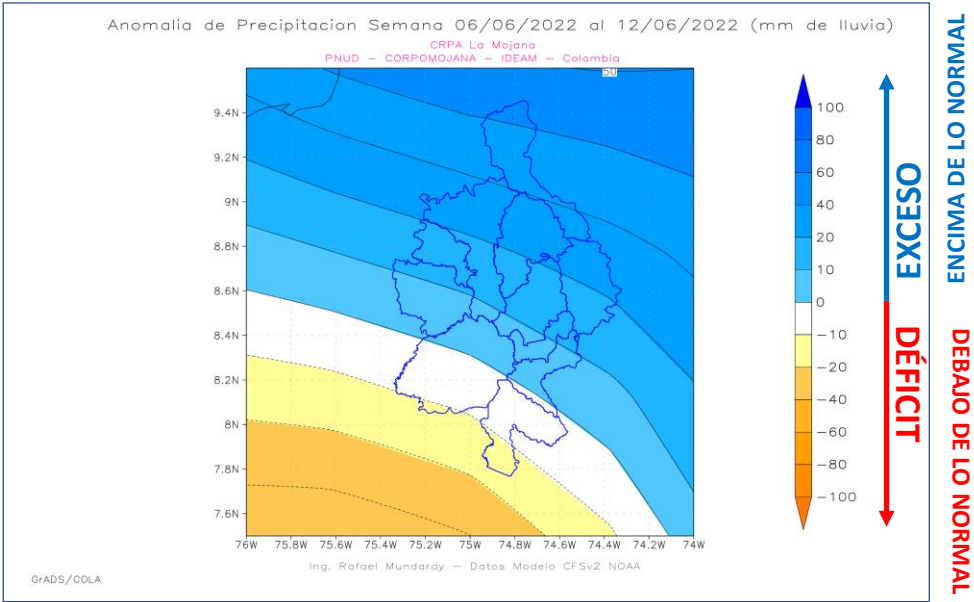 Anomalia de Precipitacion Semana 06/06/2022 al 12/06/2022 (mm de lluvia)
CRPA La Mojana
PNUD – CORPOMOJANA – IDEAM – Colombia
50
9.4N
9.2N
9N
8.8N
8.6N
8.4N
8.2N
8N
7.8N
7.6N
76W 75.8W 75.6W 75.4W 75.2W 75W 74.8W 74.6W 74.4W 74.2W 74W
100
80
60
40
20
10
0
−10
−20
−40
−60
−80
−100
EXCESO
DÉFICIT
ENCIMA DE LO NORMAL
DEBAJO DE LO NORMAL
Ing. Rafael Mundaray – Datos Modelo CFSv2 NOAA
GrADS/COLA